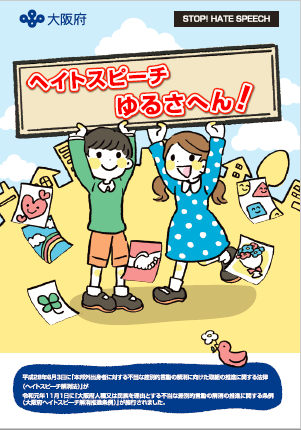 大阪府
STOP! HATE SPEECH
ヘイトスピーチ
ゆるさへん!
平成28年6月3日に「本邦外出身者に対する不当な差別的言動の解消に向けた取組の推進に関する法律
(ヘイトスピーチ解消法)」が
令和元年11月1日に「大阪府人種又は民族を理由とする不当な差別的言動の解消の推進に関する条例
(大阪府ヘイトスピーチ解消推進条例)」が施行されました。